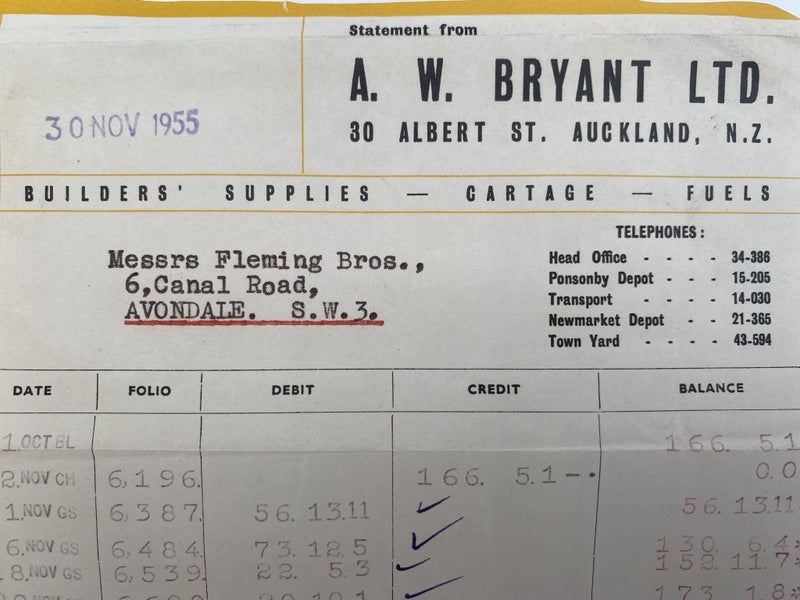 Statement from
A. W. BRYANT LTD.
30 NOV 1955
30 ALBERT ST. AUCKLAND, N.Z.
BUILDERS' SUPPLIES — CARTAGE — FUELS
TELEPHONES:
Head Office - - - - 34-386
Ponsonby Depot - - 15-205
Transport - - - - 14-030
Newmarket Depot - - 21-365
Town Yard - - - - 43-594
Messrs Fleming Bros.,
6,Canal Road,
AVONDALE. S.W.3.
DATE FOLIO DEBIT CREDIT BALANCE
1.OCT BL 166. 5.1
2.NOV CH 6,196. 166. 5.1-. 0.0
1.NOV GS 6,387. 56. 13.11 56. 13.11
6.NOV GS 6,484. 73. 12.5 130. 6.4*
8.NOV GS 6,539. 22. 5.3 152. 11.7*
173. 1.8*